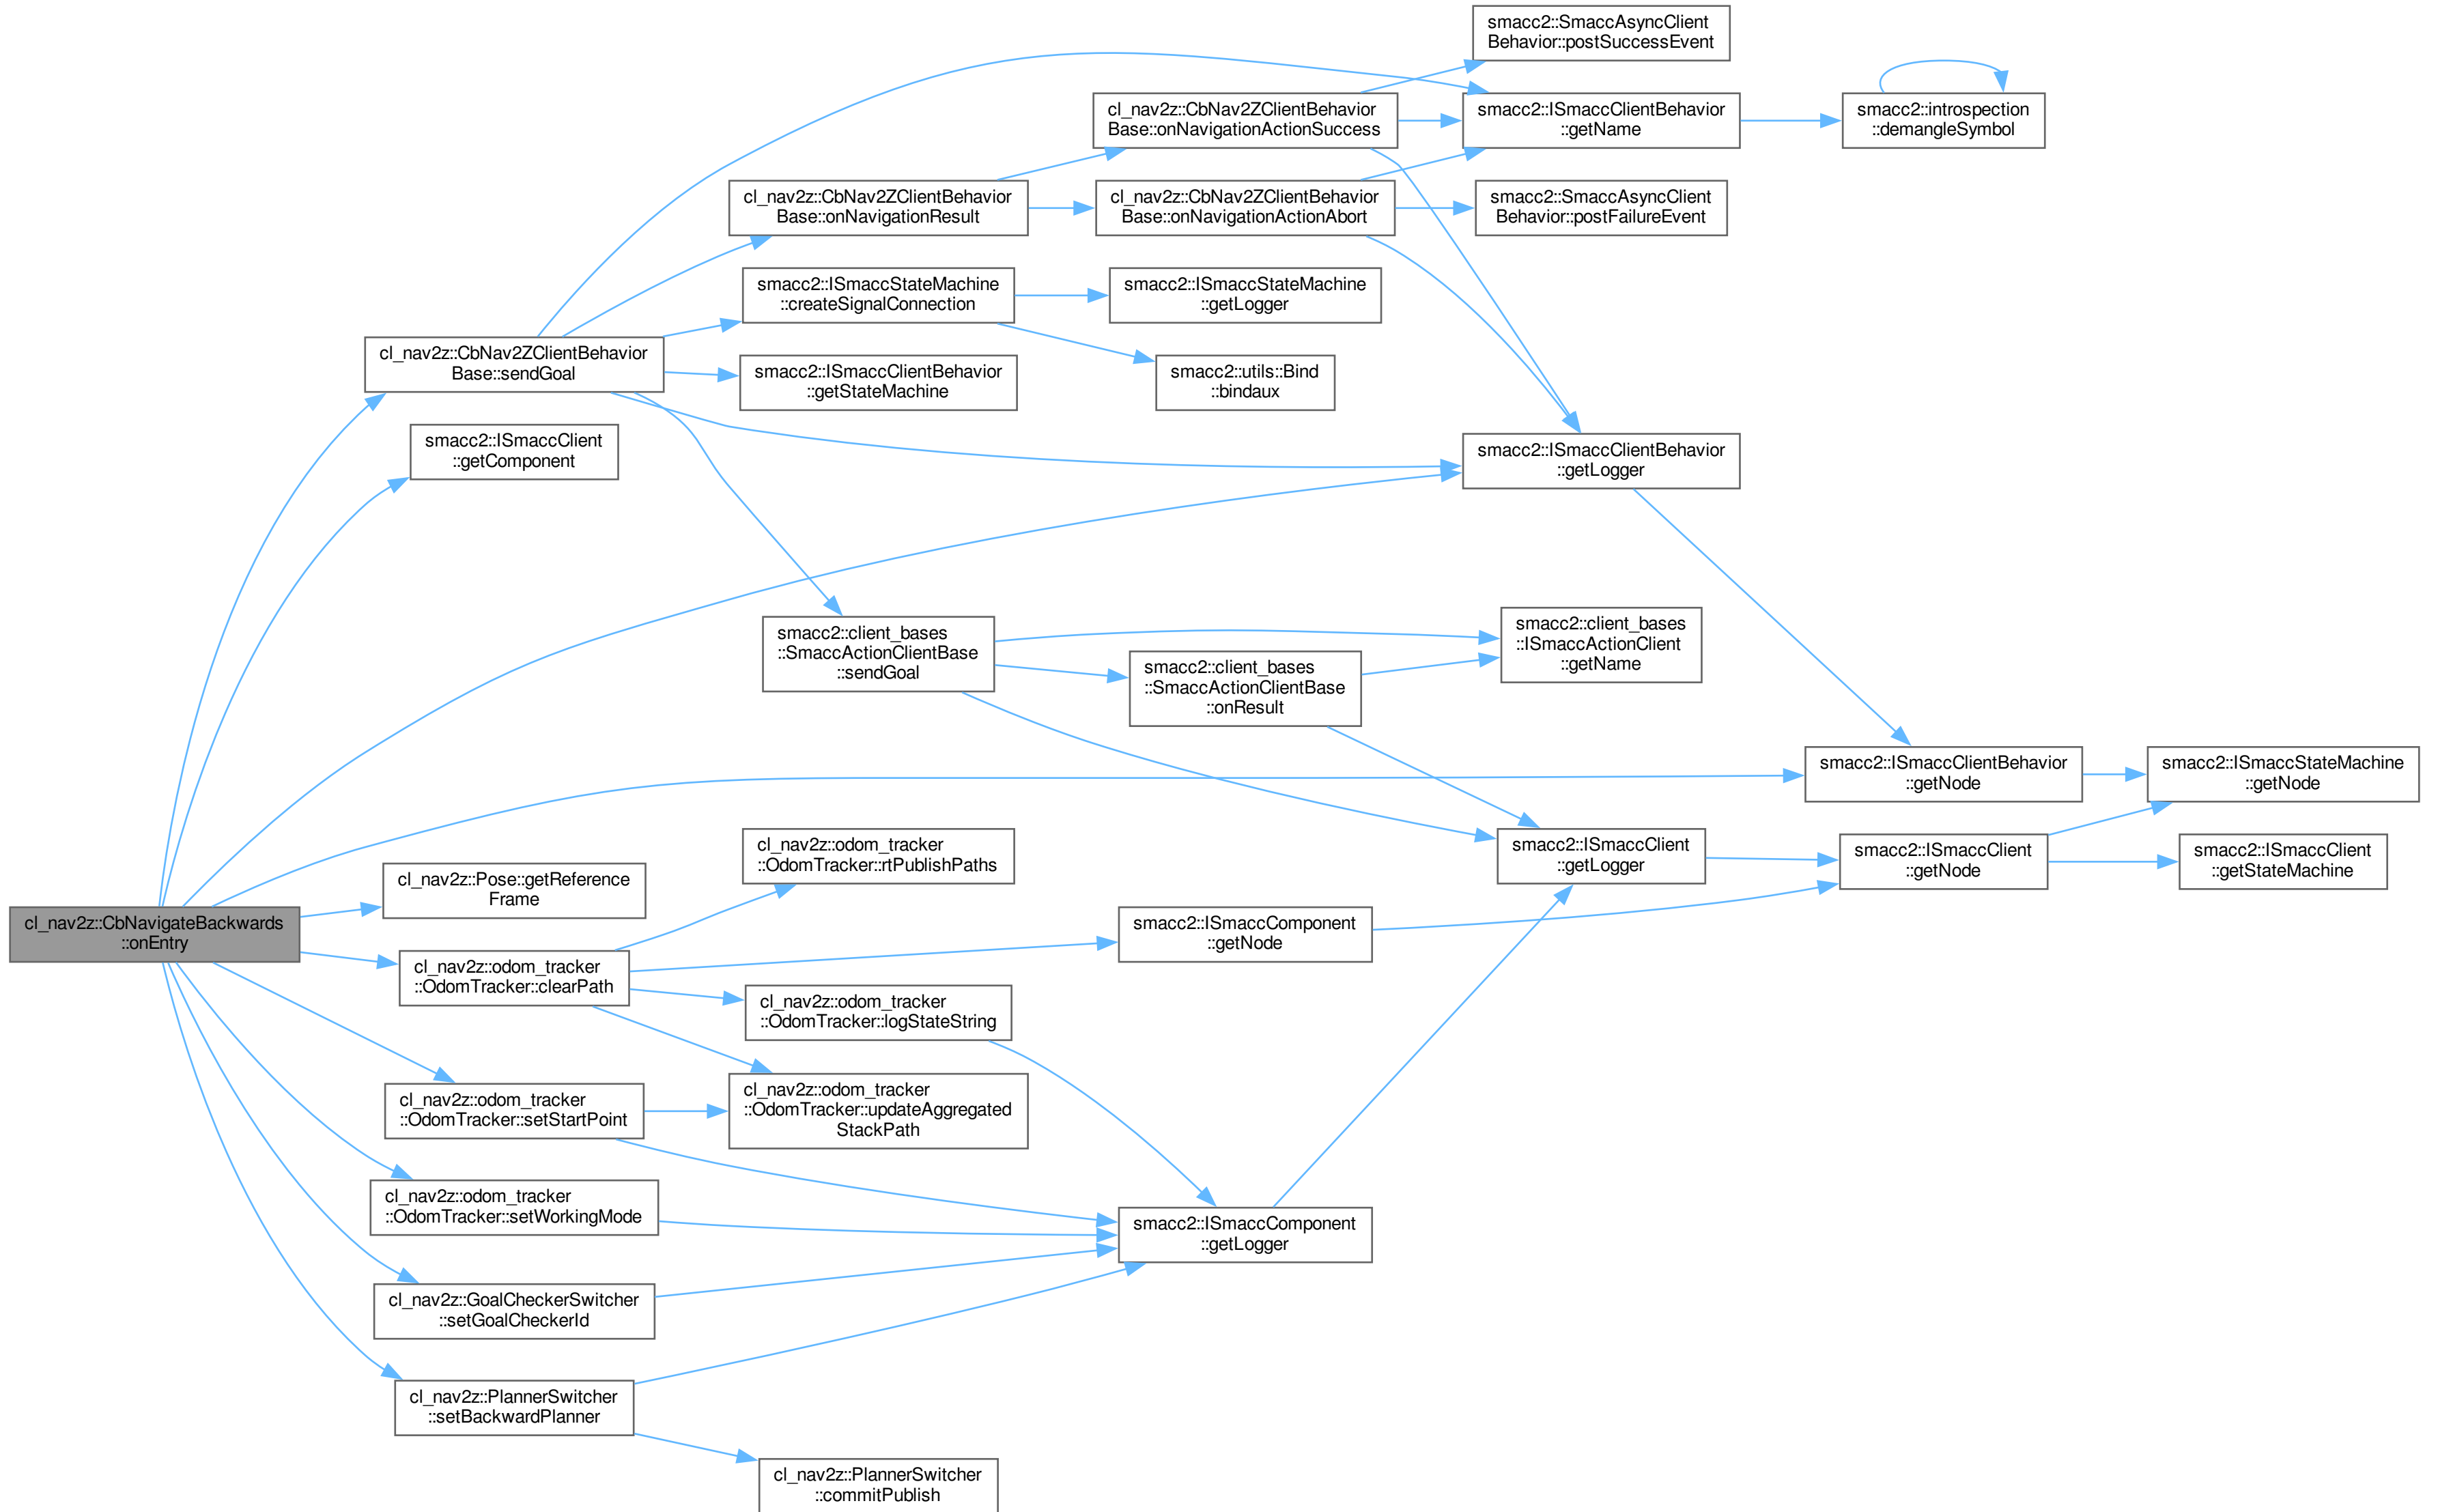 cl_nav2z::CbNavigateBackwards
::onEntry
cl_nav2z::CbNav2ZClientBehavior
Base::sendGoal
smacc2::ISmaccClient
::getComponent
cl_nav2z::Pose::getReference
Frame
cl_nav2z::odom_tracker
::OdomTracker::clearPath
cl_nav2z::odom_tracker
::OdomTracker::setStartPoint
cl_nav2z::odom_tracker
::OdomTracker::setWorkingMode
cl_nav2z::GoalCheckerSwitcher
::setGoalCheckerId
cl_nav2z::PlannerSwitcher
::setBackwardPlanner
cl_nav2z::CbNav2ZClientBehavior
Base::onNavigationResult
smacc2::ISmaccStateMachine
::createSignalConnection
smacc2::ISmaccClientBehavior
::getStateMachine
smacc2::client_bases
::SmaccActionClientBase
::sendGoal
cl_nav2z::odom_tracker
::OdomTracker::rtPublishPaths
cl_nav2z::odom_tracker
::OdomTracker::logStateString
cl_nav2z::odom_tracker
::OdomTracker::updateAggregated
StackPath
cl_nav2z::PlannerSwitcher
::commitPublish
cl_nav2z::CbNav2ZClientBehavior
Base::onNavigationActionSuccess
cl_nav2z::CbNav2ZClientBehavior
Base::onNavigationActionAbort
smacc2::ISmaccStateMachine
::getLogger
smacc2::utils::Bind
::bindaux
smacc2::client_bases
::SmaccActionClientBase
::onResult
smacc2::ISmaccComponent
::getNode
smacc2::ISmaccComponent
::getLogger
smacc2::SmaccAsyncClient
Behavior::postSuccessEvent
smacc2::ISmaccClientBehavior
::getName
smacc2::SmaccAsyncClient
Behavior::postFailureEvent
smacc2::ISmaccClientBehavior
::getLogger
smacc2::client_bases
::ISmaccActionClient
::getName
smacc2::ISmaccClient
::getLogger
smacc2::introspection
::demangleSymbol
smacc2::ISmaccClientBehavior
::getNode
smacc2::ISmaccClient
::getNode
smacc2::ISmaccStateMachine
::getNode
smacc2::ISmaccClient
::getStateMachine